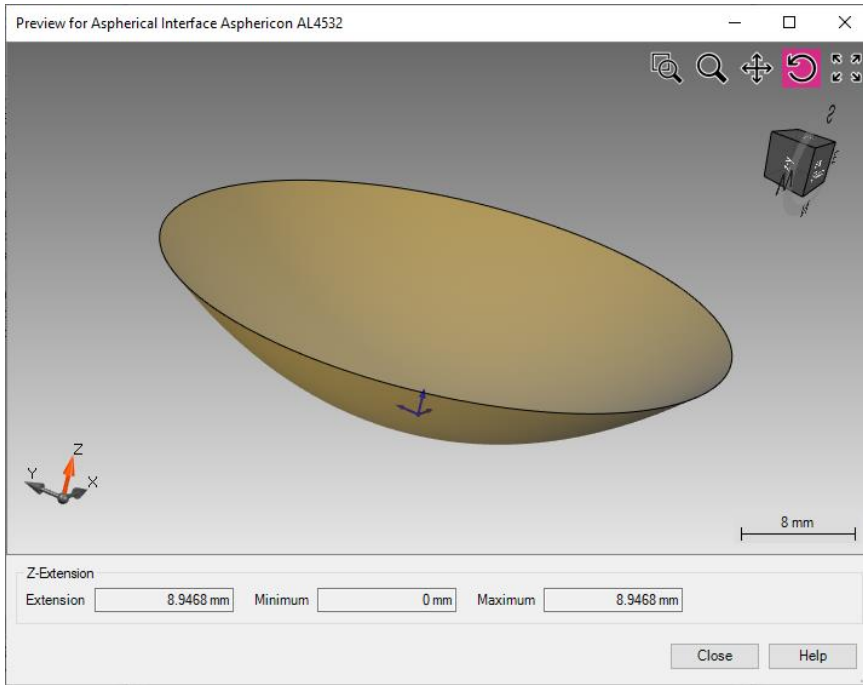 Preview for Aspherical Interface Asphericon AL4532
Z
Y
X
8 mm
Z-Extension
Extension 8.9468 mm Minimum 0 mm Maximum 8.9468 mm
Close Help